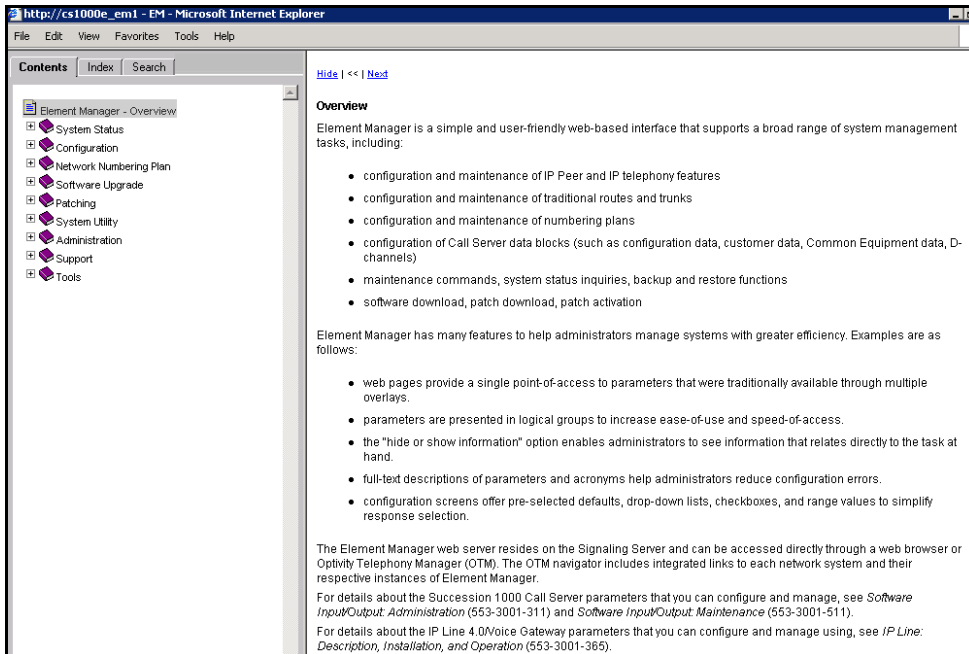 http://cs1000e_em1 - EM - Microsoft Internet Explorer
File Edit View Favorites Tools Help
Contents Index Search
Element Manager - Overview
System Status
Configuration
Network Numbering Plan
Software Upgrade
Patching
System Utility
Administration
Support
Tools
Hide | << | Next
Overview
Element Manager is a simple and user-friendly web-based interface that supports a broad range of system management
tasks, including:
• configuration and maintenance of IP Peer and IP telephony features
• configuration and maintenance of traditional routes and trunks
• configuration and maintenance of numbering plans
• configuration of Call Server data blocks (such as configuration data, customer data, Common Equipment data, D-
channels)
• maintenance commands, system status inquiries, backup and restore functions
• software download, patch download, patch activation
Element Manager has many features to help administrators manage systems with greater efficiency. Examples are as
follows:
• web pages provide a single point-of-access to parameters that were traditionally available through multiple
overlays.
• parameters are presented in logical groups to increase ease-of-use and speed-of-access.
• the "hide or show information" option enables administrators to see information that relates directly to the task at
hand.
• full-text descriptions of parameters and acronyms help administrators reduce configuration errors.
• configuration screens offer pre-selected defaults, drop-down lists, checkboxes, and range values to simplify
response selection.
The Element Manager web server resides on the Signaling Server and can be accessed directly through a web browser or
Optivity Telephony Manager (OTM). The OTM navigator includes integrated links to each network system and their
respective instances of Element Manager.
For details about the Succession 1000 Call Server parameters that you can configure and manage, see Software
Input/Output: Administration (553-3001-311) and Software Input/Output: Maintenance (553-3001-511).
For details about the IP Line 4.0/Voice Gateway parameters that you can configure and manage using, see IP Line:
Description, Installation, and Operation (553-3001-365).